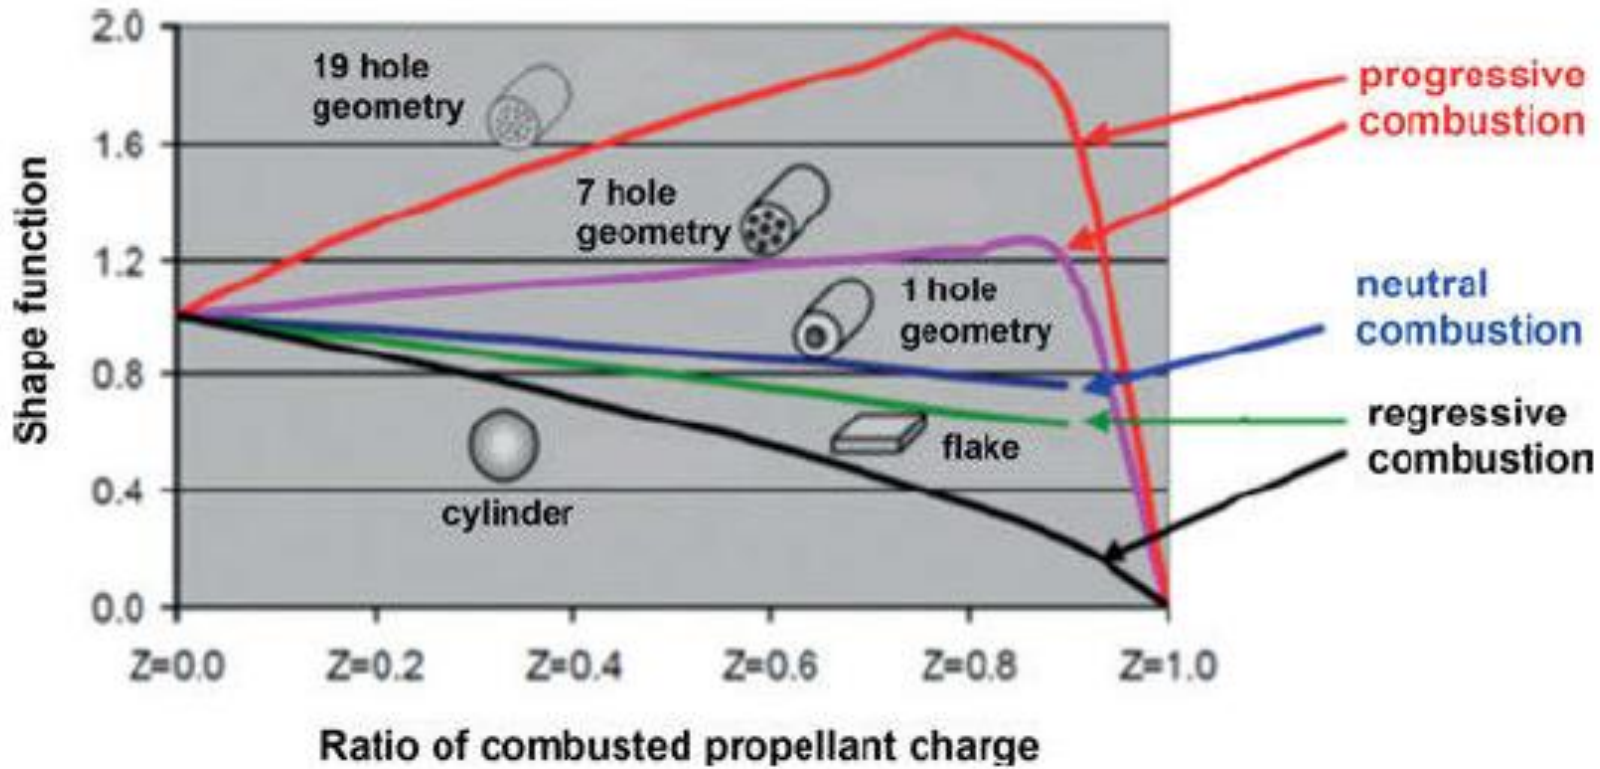 2.0
1.6
1.2
0.8
0.4
0.0
Shape function
19 hole
geometry
7 hole
geometry
1 hole
geometry
cylinder
flake
progressive
combustion
neutral
combustion
regressive
combustion
Z=0.0 Z=0.2 Z=0.4 Z=0.6 Z=0.8 Z=1.0
Ratio of combusted propellant charge